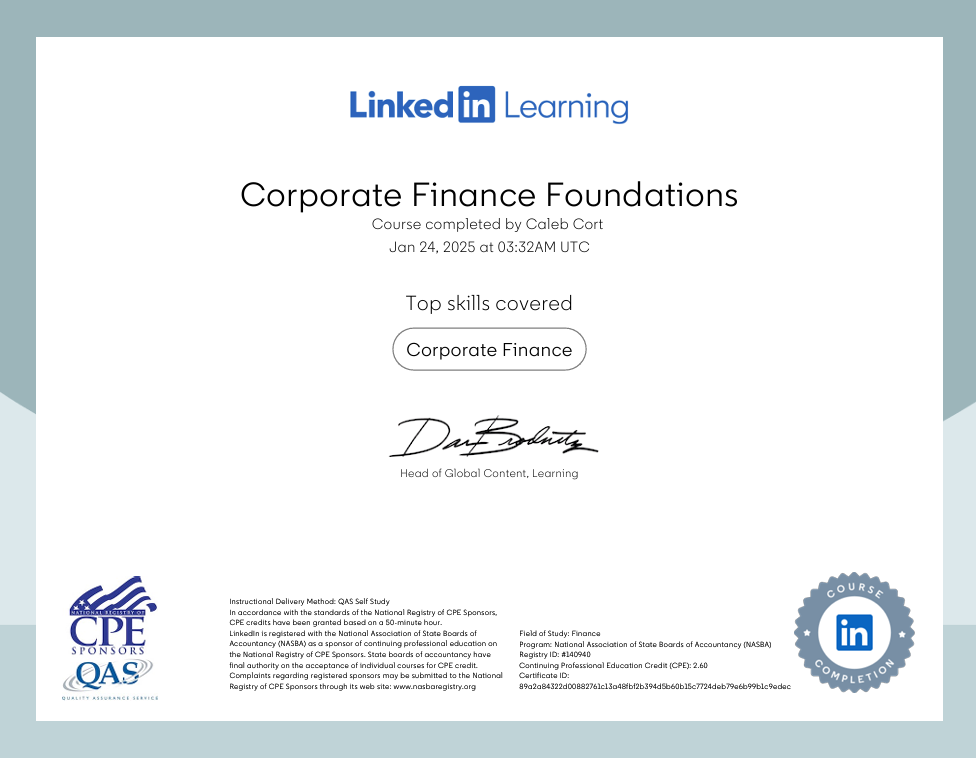 Linkedin Learning
Corporate Finance Foundations
Course completed by Caleb Cort
Jan 24, 2025 at 03:32AM UTC
Top skills covered
Corporate Finance
Dan Brodnitz
Head of Global Content, Learning
NATIONAL REGISTRY OF
CPE
SPONSORS
QAS
QUALITY ASSURANCE SERVICE
Instructional Delivery Method: QAS Self Study
In accordance with the standards of the National Registry of CPE Sponsors,
CPE credits have been granted based on a 50-minute hour.
LinkedIn is registered with the National Association of State Boards of
Accountancy (NASBA) as a sponsor of continuing professional education on
the National Registry of CPE Sponsors. State boards of accountancy have
final authority on the acceptance of individual courses for CPE credit.
Complaints regarding registered sponsors may be submitted to the National
Registry of CPE Sponsors through its web site: www.nasbaregistry.org
Field of Study: Finance
Program: National Association of State Boards of Accountancy (NASBA)
Registry ID: #140940
Continuing Professional Education Credit (CPE): 2.60
Certificate ID:
89a2a84322d00882761c13a48fbf2b394d5b60b15c7724deb79e6b99b1c9edec
COURSE
in
COMPLETION